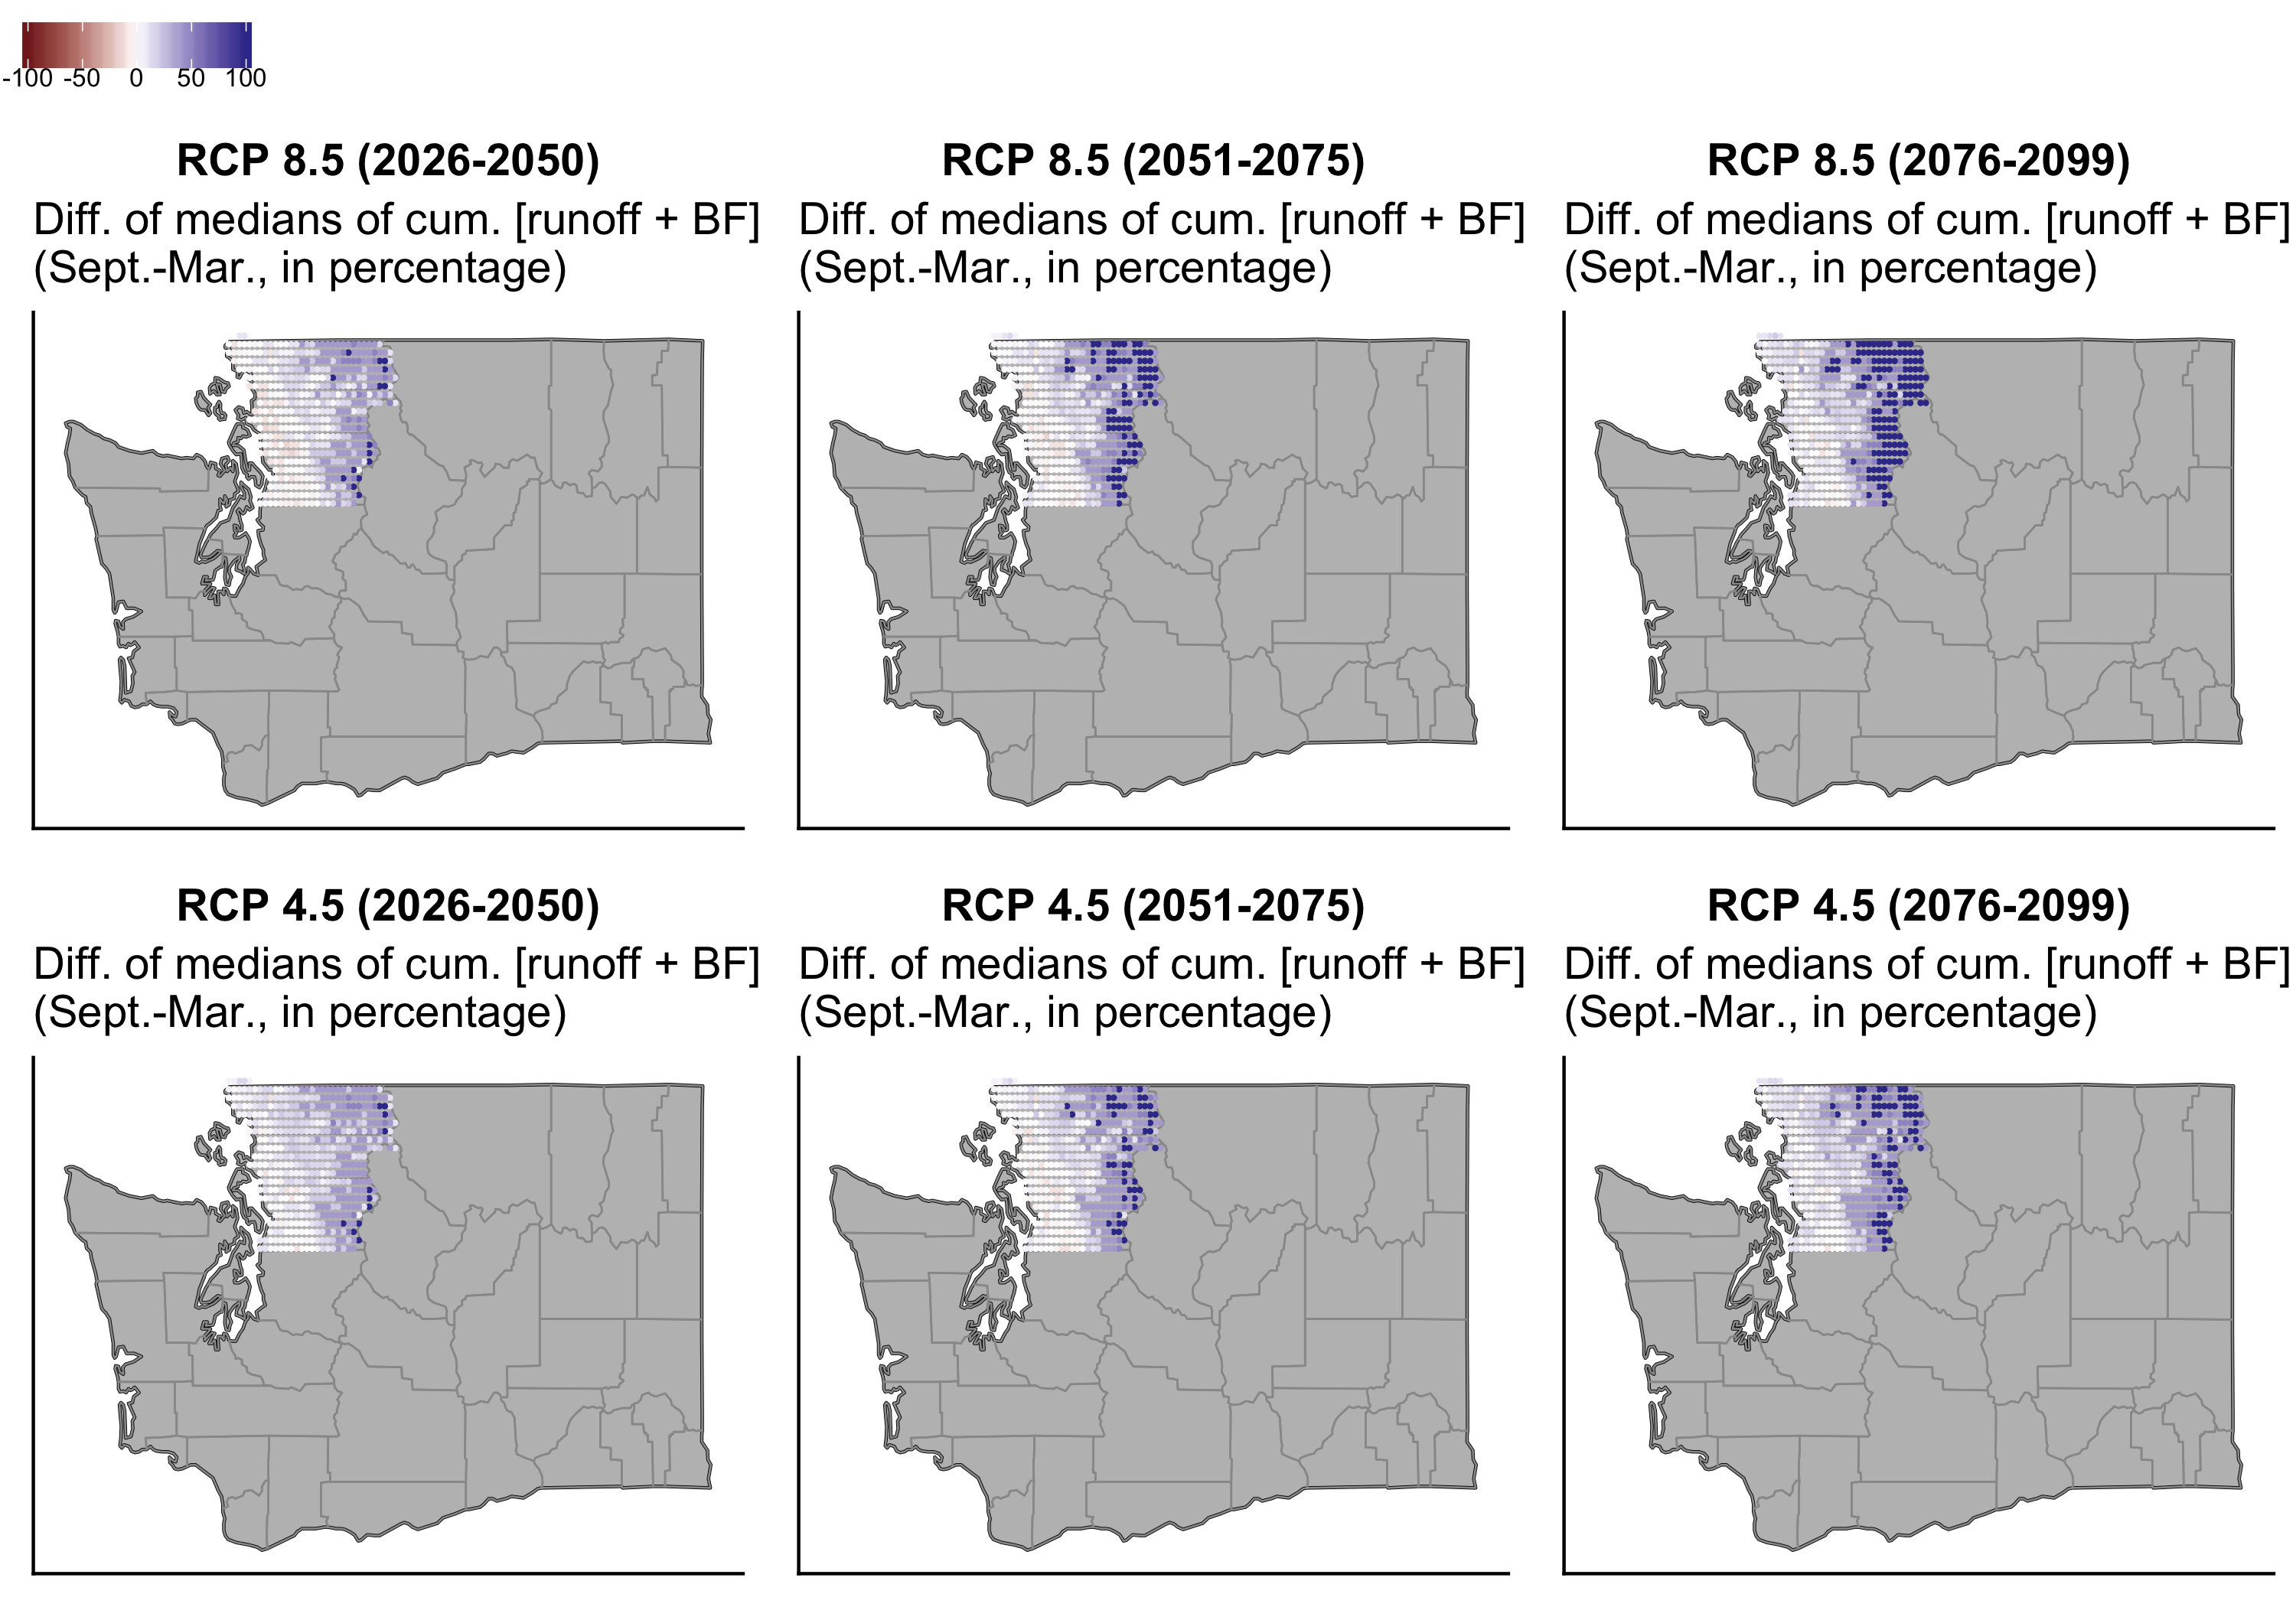 -100 -50 0 50 100
RCP 8.5 (2026-2050)
Diff. of medians of cum. [runoff + BF]
(Sept.-Mar., in percentage)
RCP 8.5 (2051-2075)
Diff. of medians of cum. [runoff + BF]
(Sept.-Mar., in percentage)
RCP 8.5 (2076-2099)
Diff. of medians of cum. [runoff + BF]
(Sept.-Mar., in percentage)
RCP 4.5 (2026-2050)
Diff. of medians of cum. [runoff + BF]
(Sept.-Mar., in percentage)
RCP 4.5 (2051-2075)
Diff. of medians of cum. [runoff + BF]
(Sept.-Mar., in percentage)
RCP 4.5 (2076-2099)
Diff. of medians of cum. [runoff + BF]
(Sept.-Mar., in percentage)